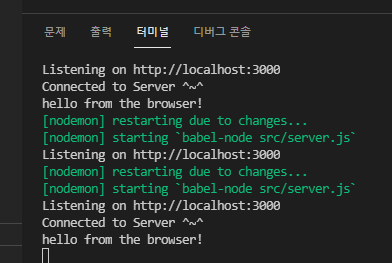 문제 출력 터미널 디버그 콘솔
Listening on http://localhost:3000
Connected to Server ^~^
hello from the browser!
[nodemon] restarting due to changes...
[nodemon] starting `babel-node src/server.js`
Listening on http://localhost:3000
[nodemon] restarting due to changes...
[nodemon] starting `babel-node src/server.js`
Listening on http://localhost:3000
Connected to Server ^~^
hello from the browser!